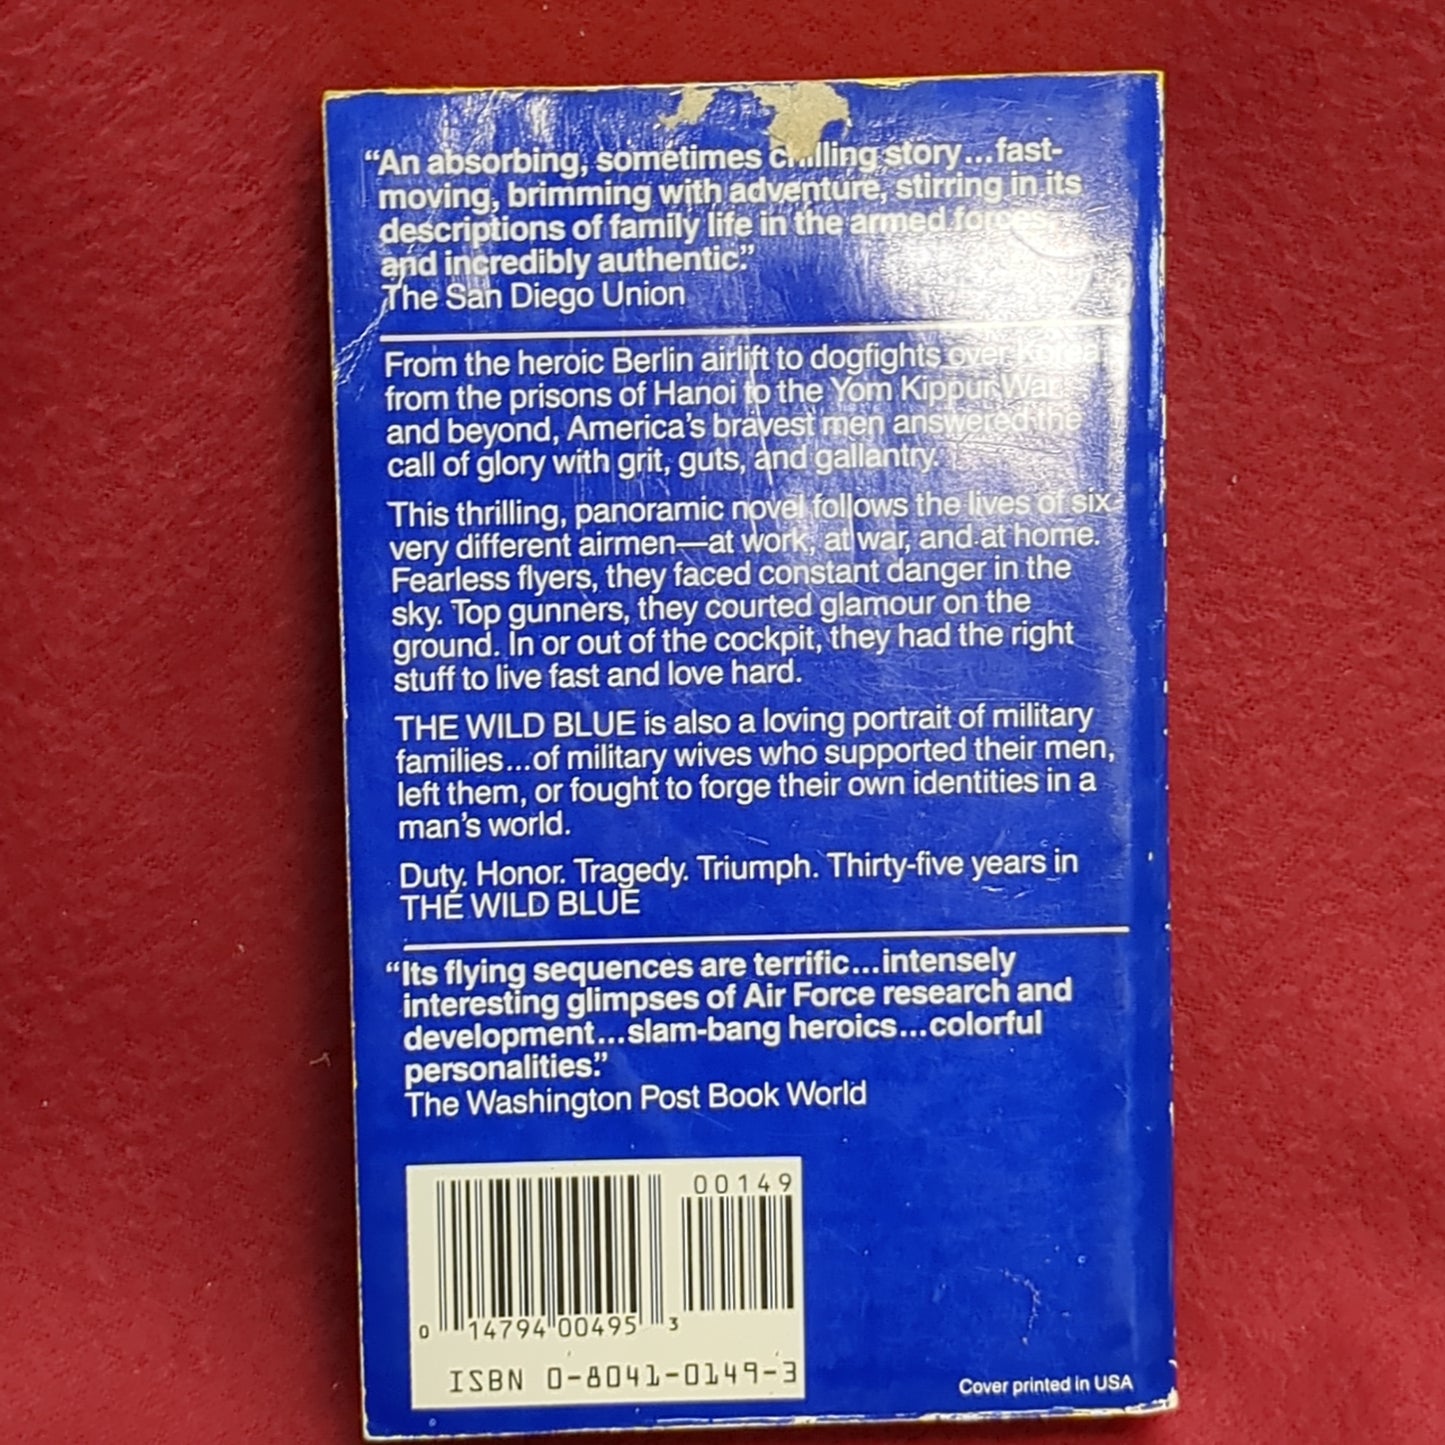 “An absorbing, sometimes chilling story...fast-
moving, brimming with adventure, stirring in its
descriptions of family life in the armed forces
and incredibly authentic.”
The San Diego Union
From the heroic Berlin airlift to dogfights over Korea,
from the prisons of Hanoi to the Yom Kippur War
and beyond, America's bravest men answered the
call of glory with grit, guts, and gallantry.
This thrilling, panoramic novel follows the lives of six
very different airmen—at work, at war, and at home.
Fearless flyers, they faced constant danger in the
sky. Top gunners, they courted glamour on the
ground. In or out of the cockpit, they had the right
stuff to live fast and love hard.
THE WILD BLUE is also a loving portrait of military
families...of military wives who supported their men,
left them, or fought to forge their own identities in a
man's world.
Duty. Honor. Tragedy. Triumph. Thirty-five years in
THE WILD BLUE
“Its flying sequences are terrific...intensely
interesting glimpses of Air Force research and
development...slam-bang heroics...colorful
personalities.”
The Washington Post Book World
00149
0 14794 00495 3
ISBN 0-8041-0149-3
Cover printed in USA